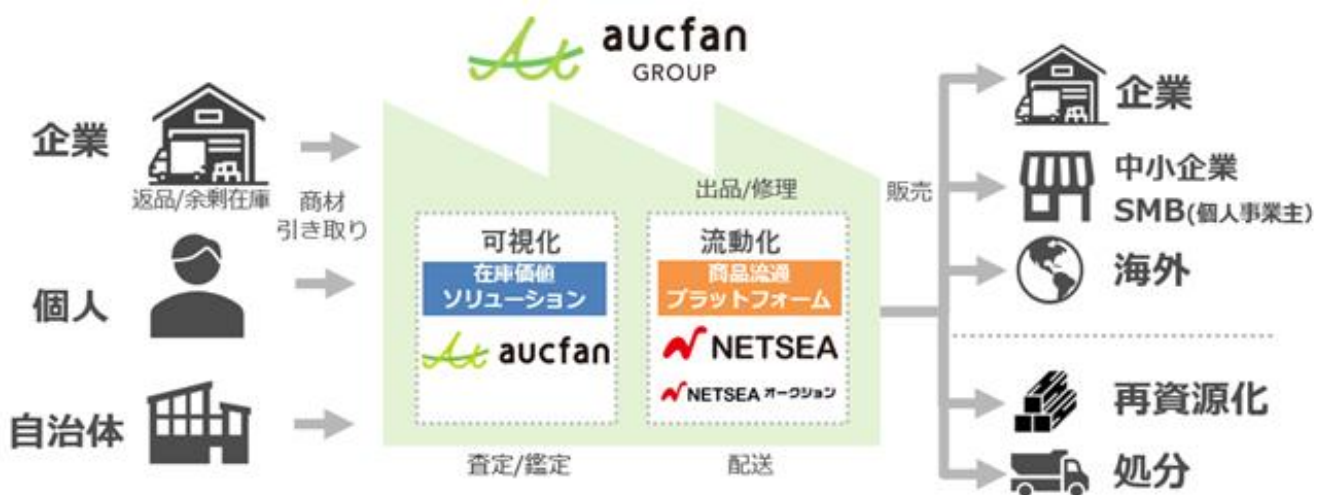 aucfan
GROUP
企業
返品/余剰在庫
個人
自治体
商材
引き取り
可視化
在庫価値
ソリューション
aucfan
査定/鑑定
出品/修理
流動化
商品流通
プラットフォーム
NETSEA
NETSEA オークション
配送
販売
企業
中小企業
SMB(個人事業主)
海外
再資源化
処分